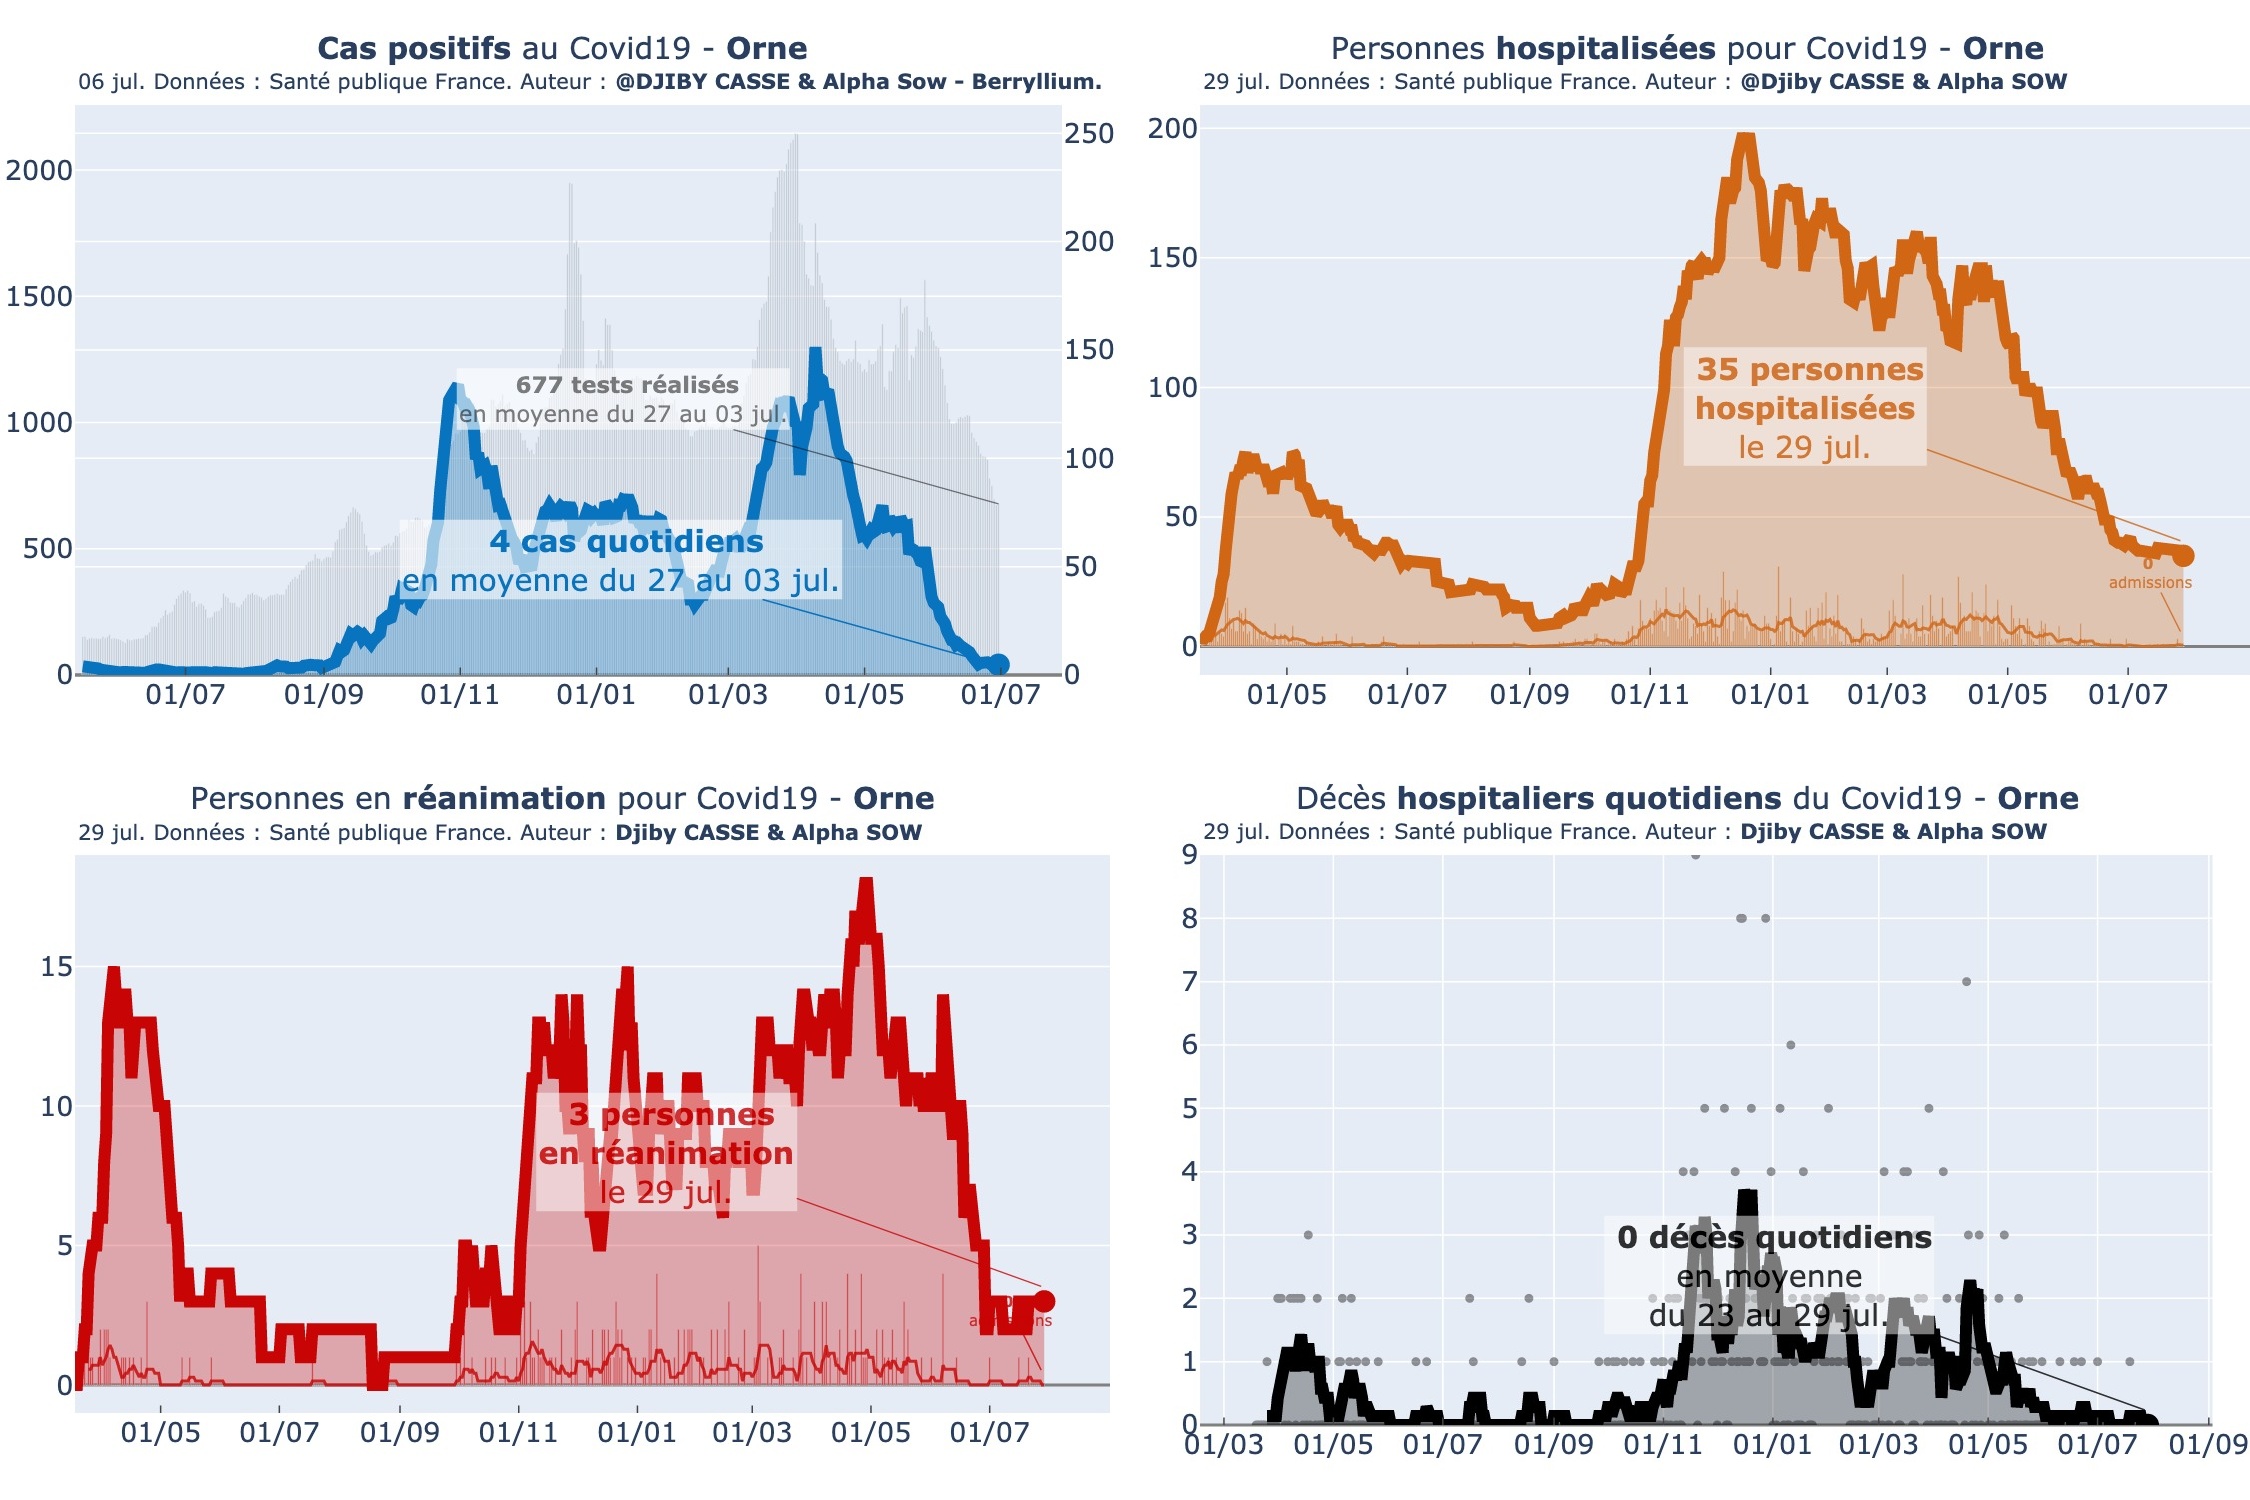 Cas positifs au Covid19 - Orne
06 jul. Données : Santé publique France. Auteur : @DJIBY CASSE & Alpha Sow - Berryllium.
250
2000
200
1500
150
677 tests réalisés
en moyenne du 27 au 03 jul.
1000
100
500
4 cas quotidiens
50
en moyenne du 27 au 03 jul.
0
0
01/07
01/09
01/11
01/01
01/03
01/05
01/07
Personnes hospitalisées pour Covid19 - Orne
29 jul. Données : Santé publique France. Auteur : @Djiby CASSE & Alpha SOW
200
150
100
35 personnes
hospitalisées
le 29 jul.
50
0
admissions
0
01/05
01/07
01/09
01/11
01/01
01/03
01/05
01/07
Personnes en réanimation pour Covid19 - Orne
29 jul. Données : Santé publique France. Auteur : Djiby CASSE & Alpha SOW
15
10
3 personnes
en réanimation
le 29 jul.
5
0
admissions
0
01/05
01/07
01/09
01/11
01/01
01/03
01/05
01/07
Décès hospitaliers quotidiens du Covid19 - Orne
29 jul. Données : Santé publique France. Auteur : Djiby CASSE & Alpha SOW
9
8
7
6
5
4
3
0 décès quotidiens
en moyenne
2
du 23 au 29 jul.
1
0
01/03
01/05
01/07
01/09
01/11
01/01
01/03
01/05
01/07
01/09